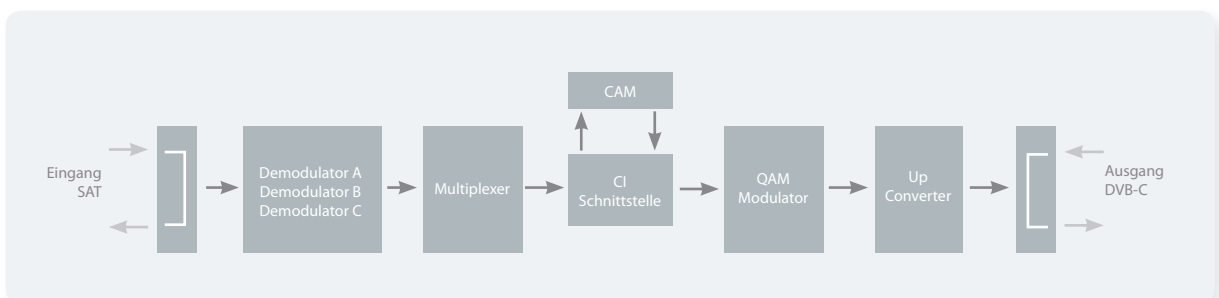 Eingang
SAT
Demodulator A
Demodulator B
Demodulator C
Multiplexer
CAM
CI
Schnittstelle
QAM
Modulator
Up
Converter
Ausgang
DVB-C